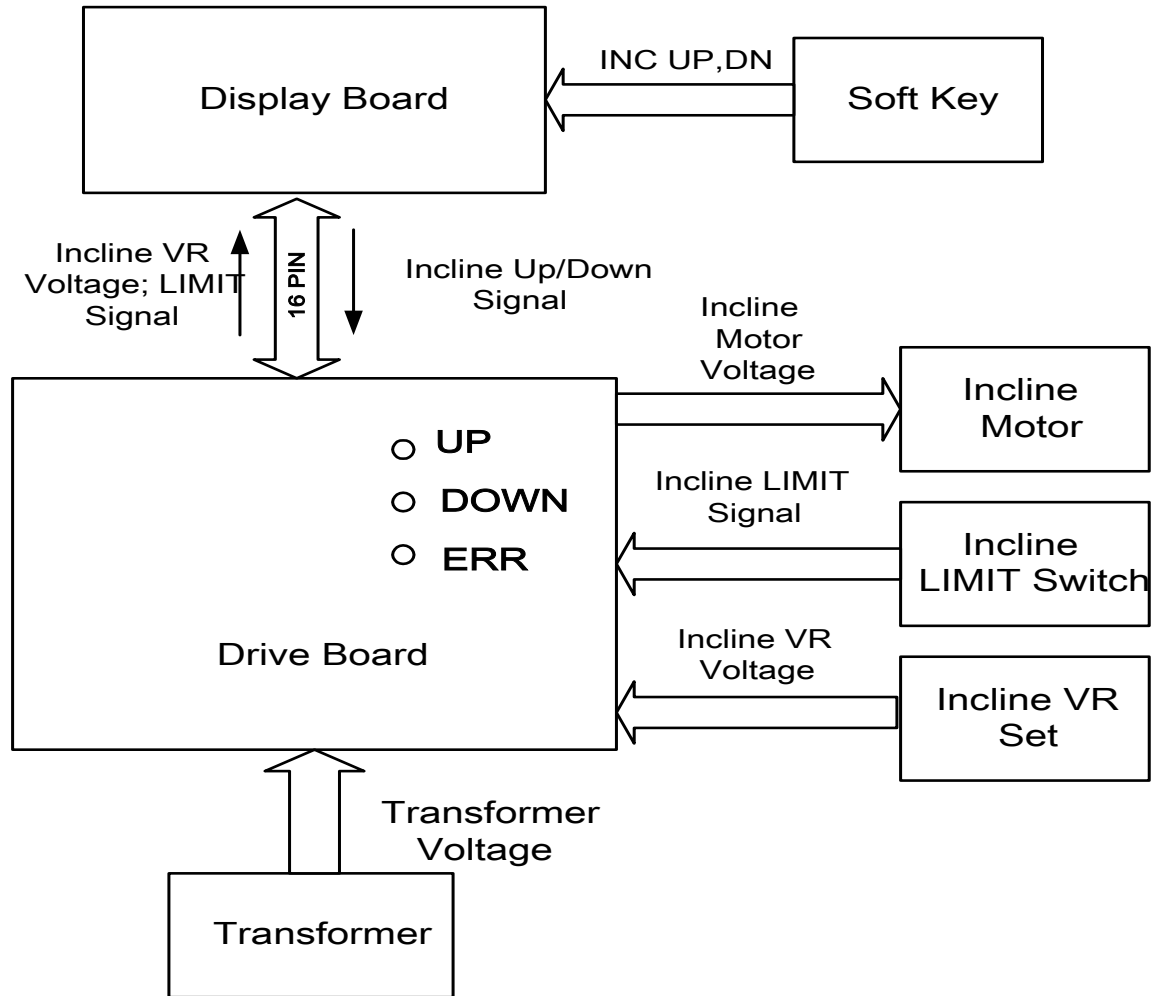 Display Board
INC UP,DN
Soft Key
Incline VR
Voltage; LIMIT
Signal
16 PIN
Incline Up/Down
Signal
Incline
Motor
Voltage
Incline
Motor
UP
DOWN
ERR
Incline LIMIT
Signal
Incline
LIMIT Switch
Drive Board
Incline VR
Voltage
Incline VR
Set
Transformer
Voltage
Transformer